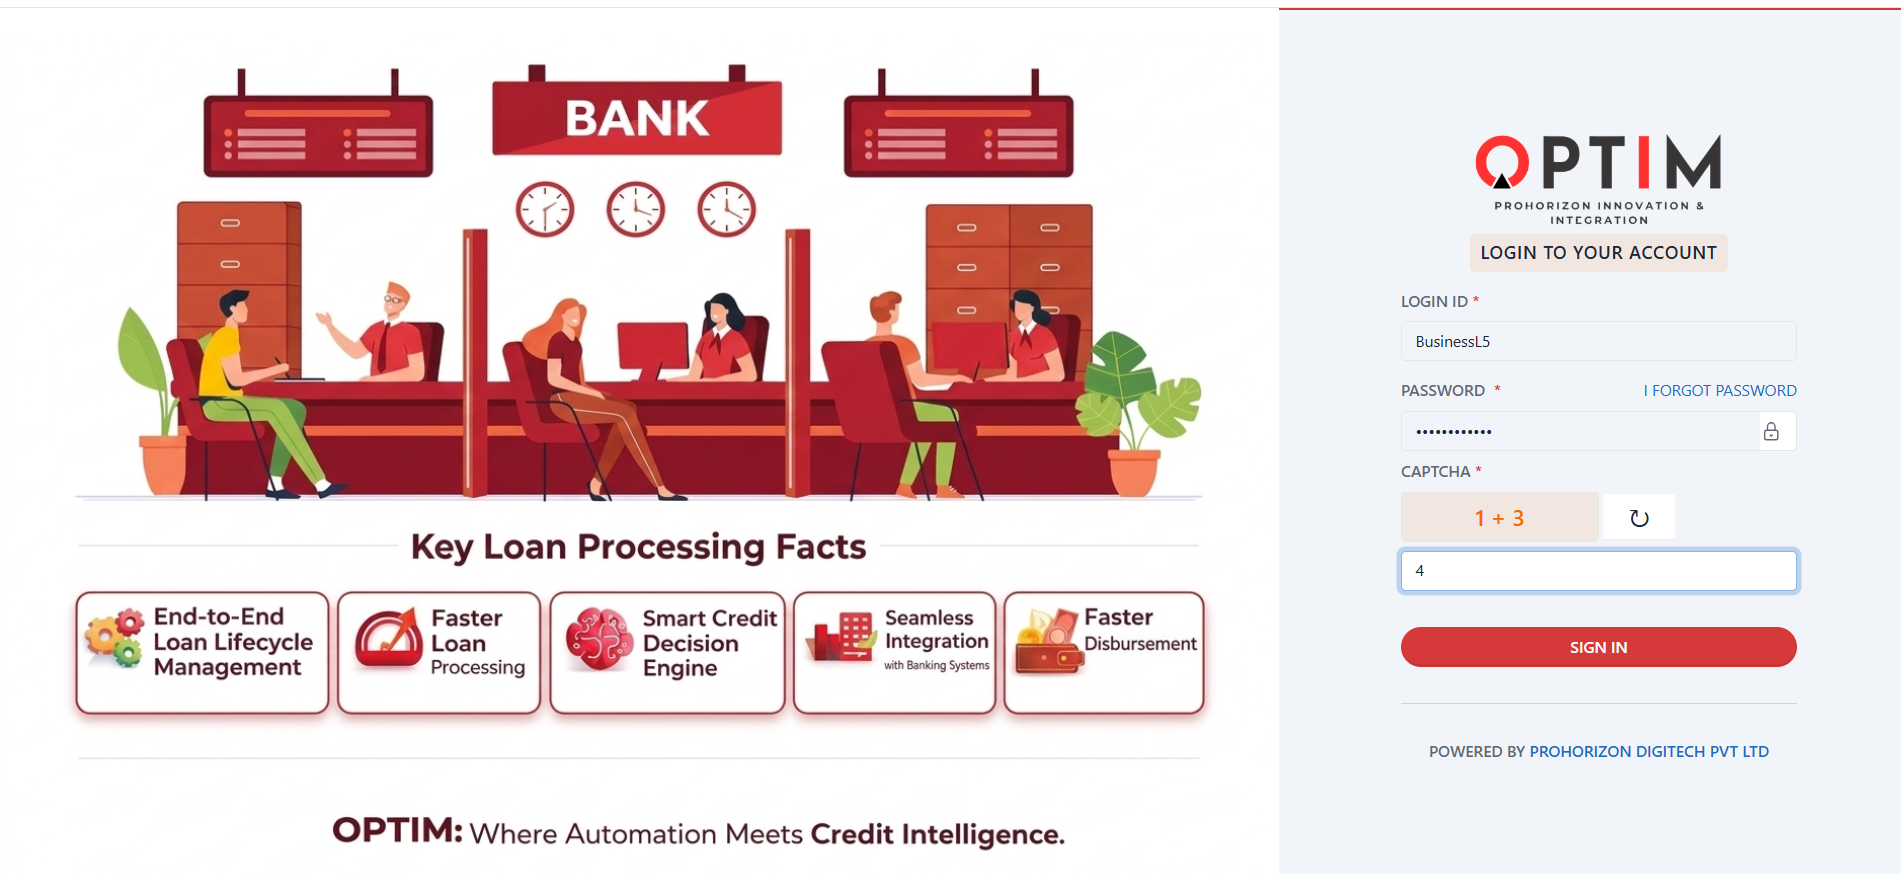 BANK
Key Loan Processing Facts
End-to-End
Loan Lifecycle
Management
Faster
Loan
Processing
Smart Credit
Decision
Engine
Seamless
Integration
with Banking Systems
Faster
Disbursement
OPTIM: Where Automation Meets Credit Intelligence.
OPTIM
PROHORIZON INNOVATION &
INTEGRATION
LOGIN TO YOUR ACCOUNT
LOGIN ID *
BusinessL5
PASSWORD * I FORGOT PASSWORD
••••••••••••
CAPTCHA *
1 + 3
4
SIGN IN
POWERED BY PROHORIZON DIGITECH PVT LTD